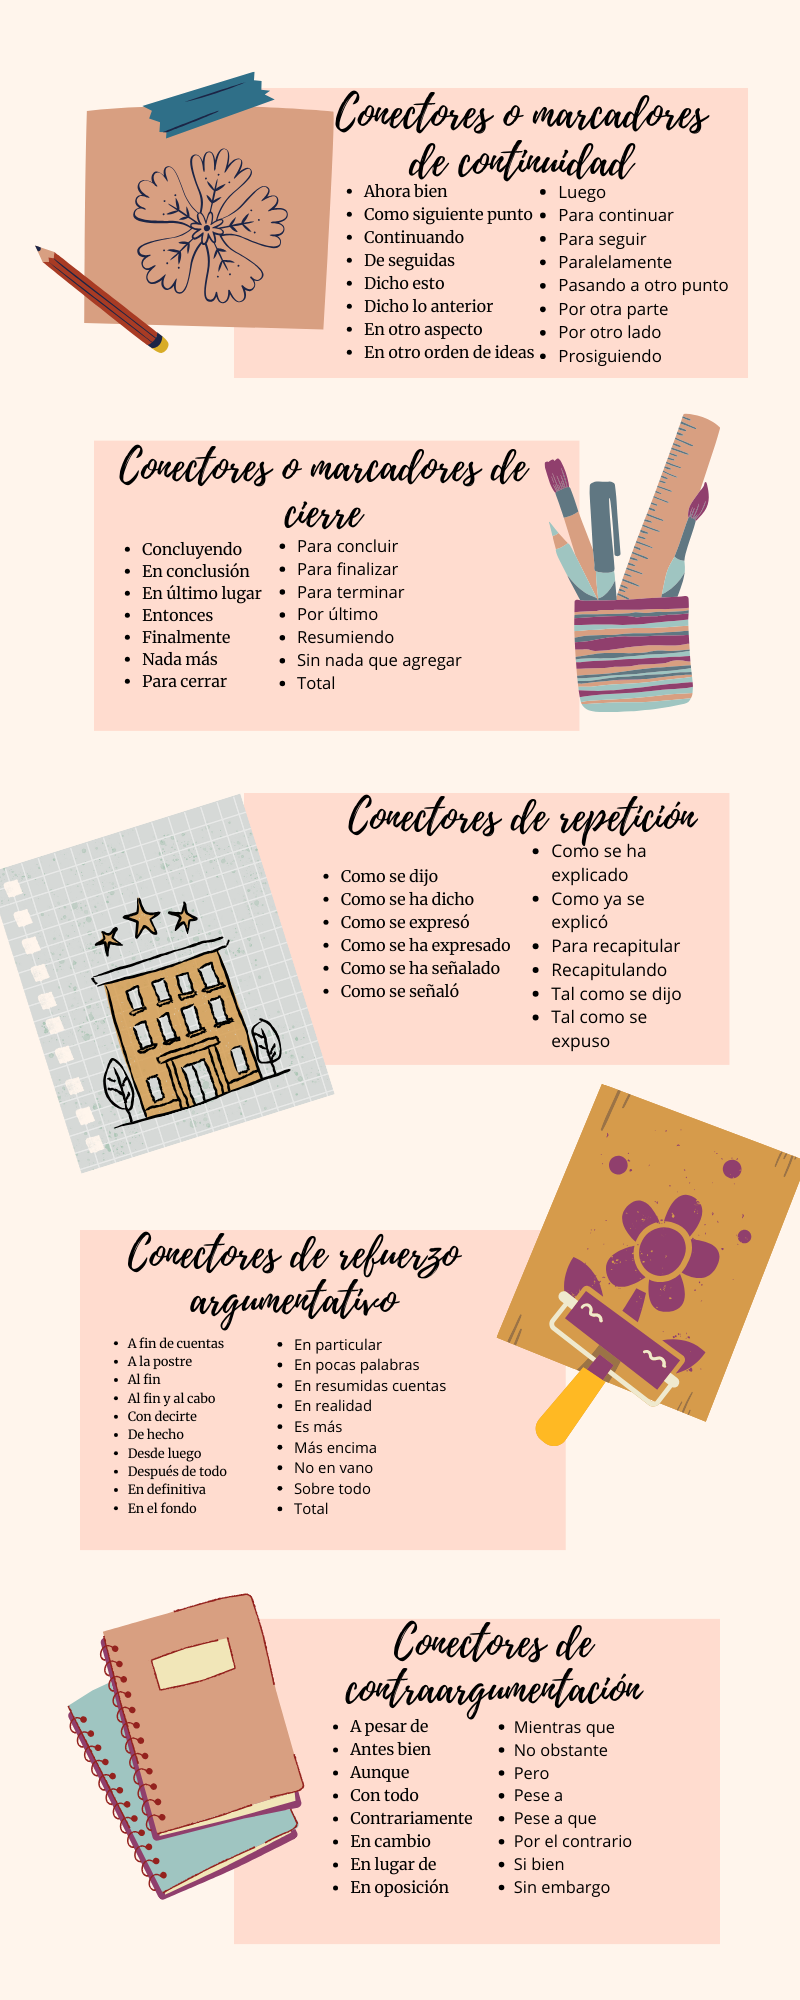 Conectores o marcadores
de continuidad
Ahora bien
Como siguiente punto
Continuando
De seguidas
Dicho esto
Dicho lo anterior
En otro aspecto
En otro orden de ideas
Luego
Para continuar
Para seguir
Paralelamente
Pasando a otro punto
Por otra parte
Por otro lado
Prosiguiendo
Conectores o marcadores de
cierre
Concluyendo
En conclusión
En último lugar
Entonces
Finalmente
Nada más
Para cerrar
Para concluir
Para finalizar
Para terminar
Por último
Resumiendo
Sin nada que agregar
Total
Conectores de repetición
Como se dijo
Como se ha dicho
Como se expresó
Como se ha expresado
Como se ha señalado
Como se señaló
Como se ha
explicado
Como ya se
explicó
Para recapitular
Recapitulando
Tal como se dijo
Tal como se
expuso
Conectores de refuerzo
argumentativo
A fin de cuentas
A la postre
Al fin
Al fin y al cabo
Con decirte
De hecho
Desde luego
Después de todo
En definitiva
En el fondo
En particular
En pocas palabras
En resumidas cuentas
En realidad
Es más
Más encima
No en vano
Sobre todo
Total
Conectores de
contraargumentación
A pesar de
Antes bien
Aunque
Con todo
Contrariamente
En cambio
En lugar de
En oposición
Mientras que
No obstante
Pero
Pese a
Pese a que
Por el contrario
Si bien
Sin embargo